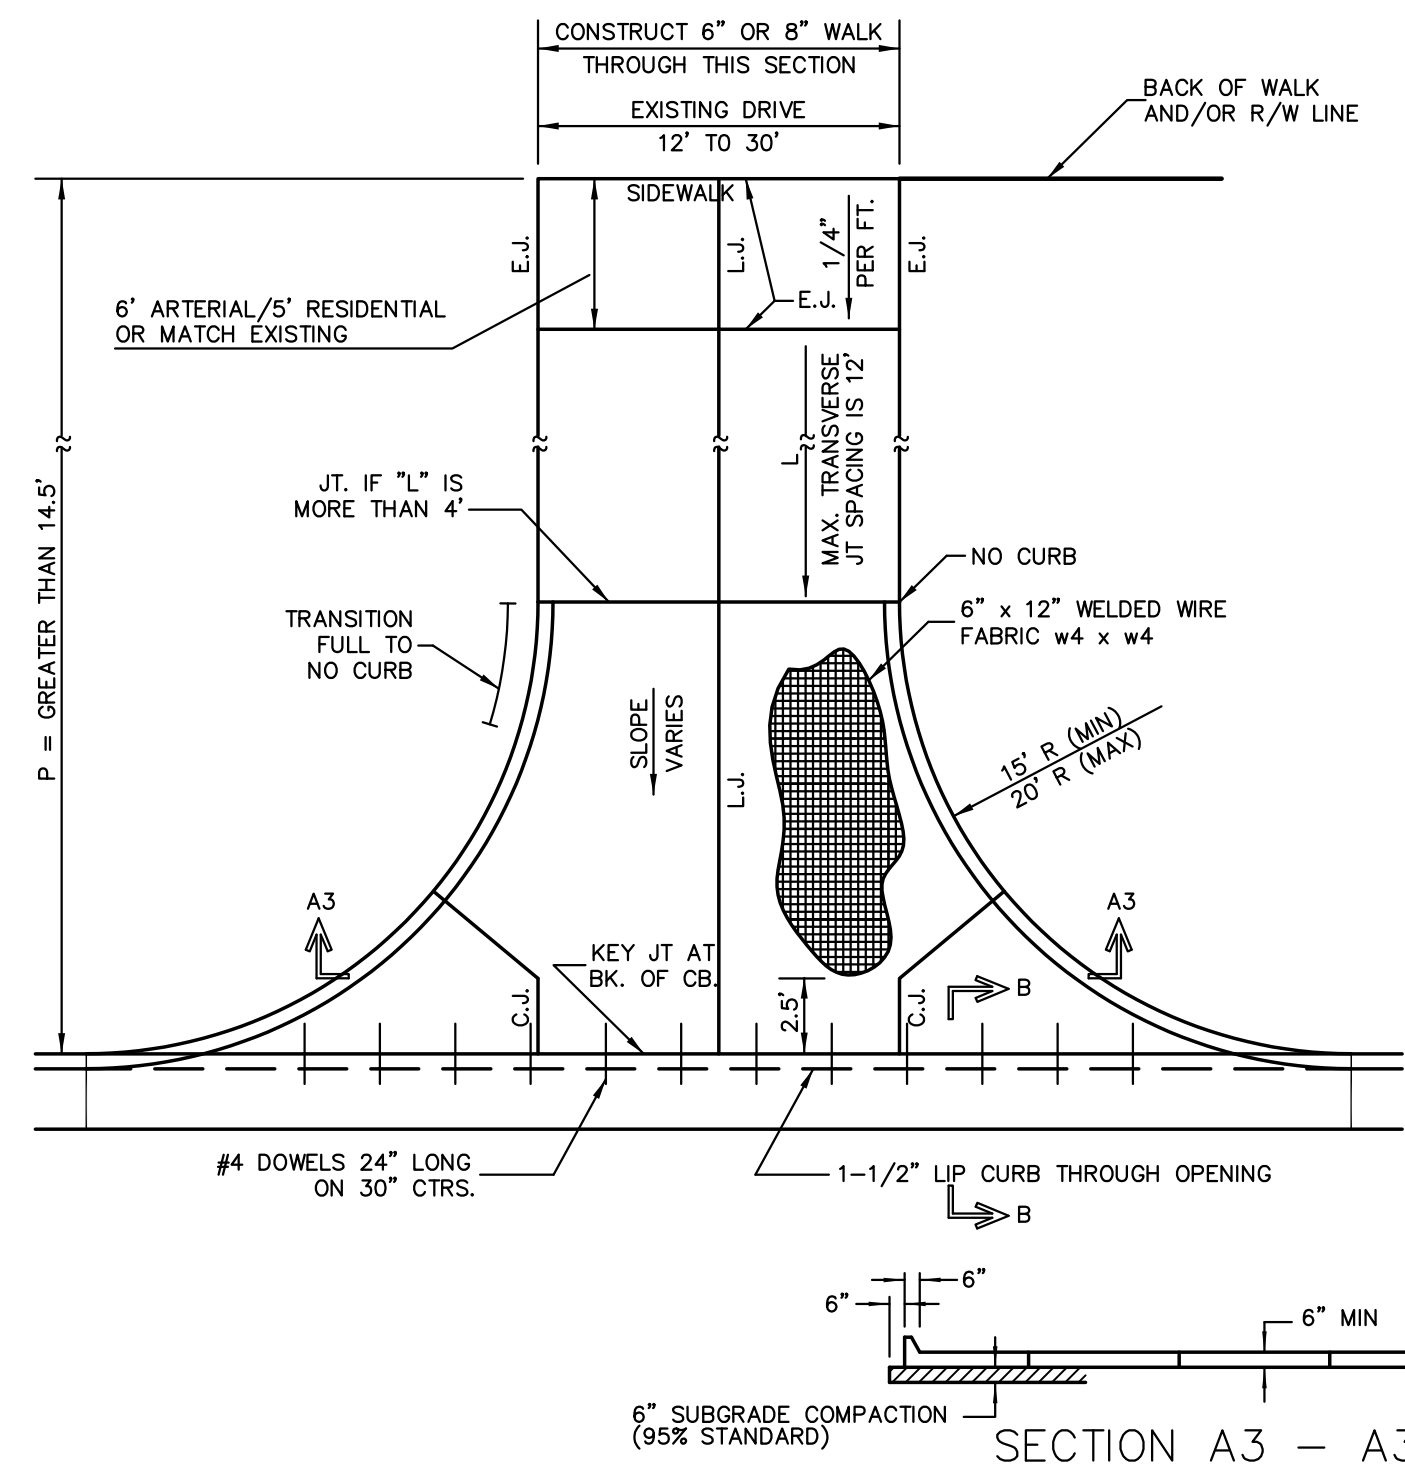 CONSTRUCT 6" OR 8" WALK
THROUGH THIS SECTION
EXISTING DRIVE
12' TO 30'
BACK OF WALK
AND/OR R/W LINE
SIDEWALK
E.J.
L.J.
1/4"
PER FT.
E.J.
E.J.
6' ARTERIAL/5' RESIDENTIAL
OR MATCH EXISTING
L
MAX. TRANSVERSE
JT SPACING IS 12'
JT. IF "L" IS
MORE THAN 4'
P = GREATER THAN 14.5'
NO CURB
6" x 12" WELDED WIRE
FABRIC w4 x w4
TRANSITION
FULL TO
NO CURB
SLOPE
VARIES
L.J.
15' R (MIN)
20' R (MAX)
A3
A3
KEY JT AT
BK. OF CB.
C.J.
2.5'
C.J.
B
#4 DOWELS 24" LONG
ON 30" CTRS.
1-1/2" LIP CURB THROUGH OPENING
B
6"
6"
6" MIN
6" SUBGRADE COMPACTION
(95% STANDARD)
SECTION A3 - A3